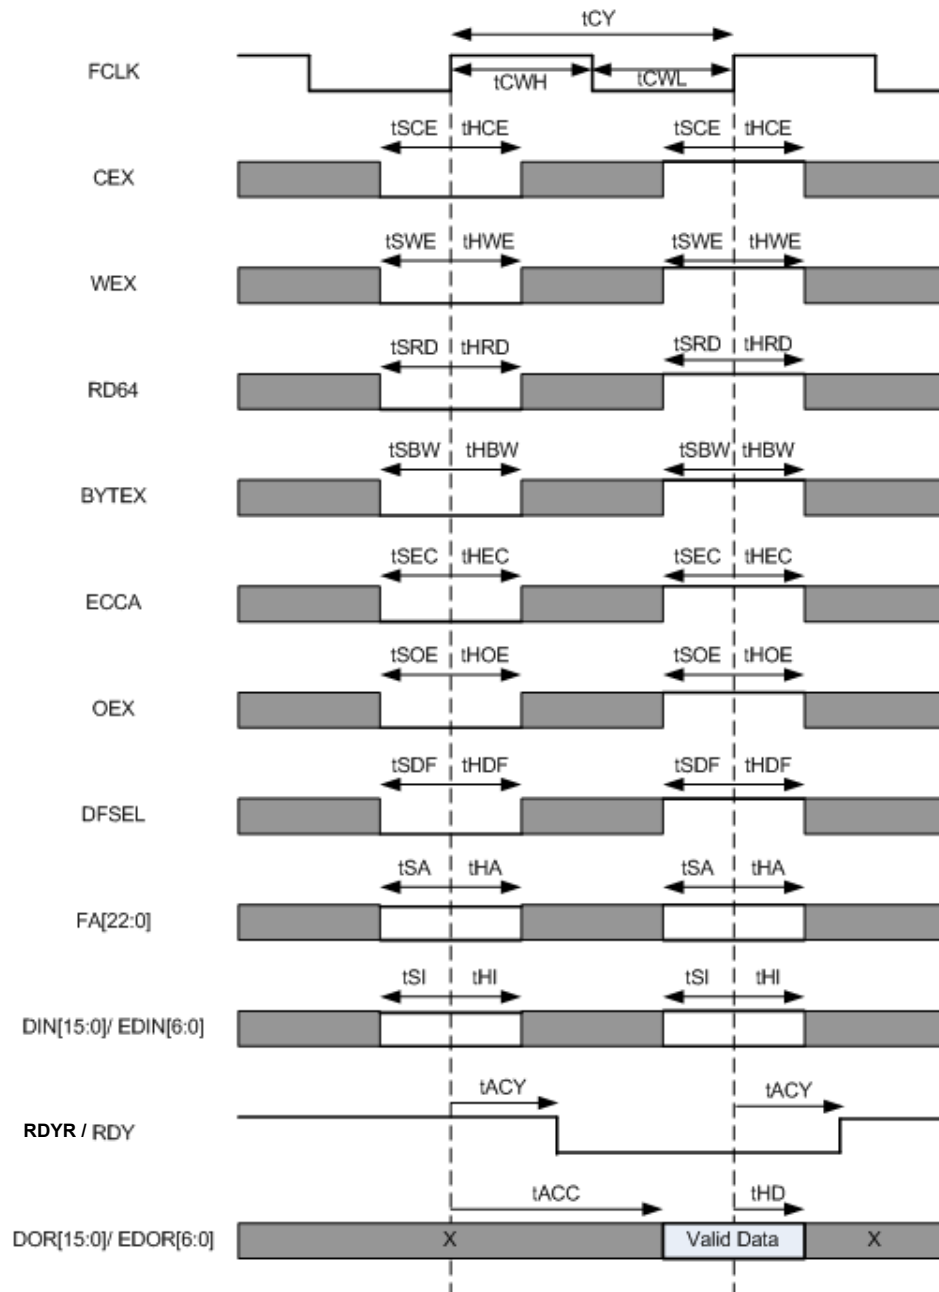 tCY
FCLK
tCWH tCWL
tSCE tHCE tSCE tHCE
CEX
tSWE tHWE tSWE tHWE
WEX
tSRD tHRD tSRD tHRD
RD64
tSBW tHBW tSBW tHBW
BYTEX
tSEC tHEC tSEC tHEC
ECCA
tSOE tHOE tSOE tHOE
OEX
tSDF tHDF tSDF tHDF
DFSEL
tSA tHA tSA tHA
FA[22:0]
tSI tHI tSI tHI
DIN[15:0]/ EDIN[6:0]
tACY tACY
RDYR / RDY
tACC tHD
DOR[15:0]/ EDOR[6:0] X Valid Data X